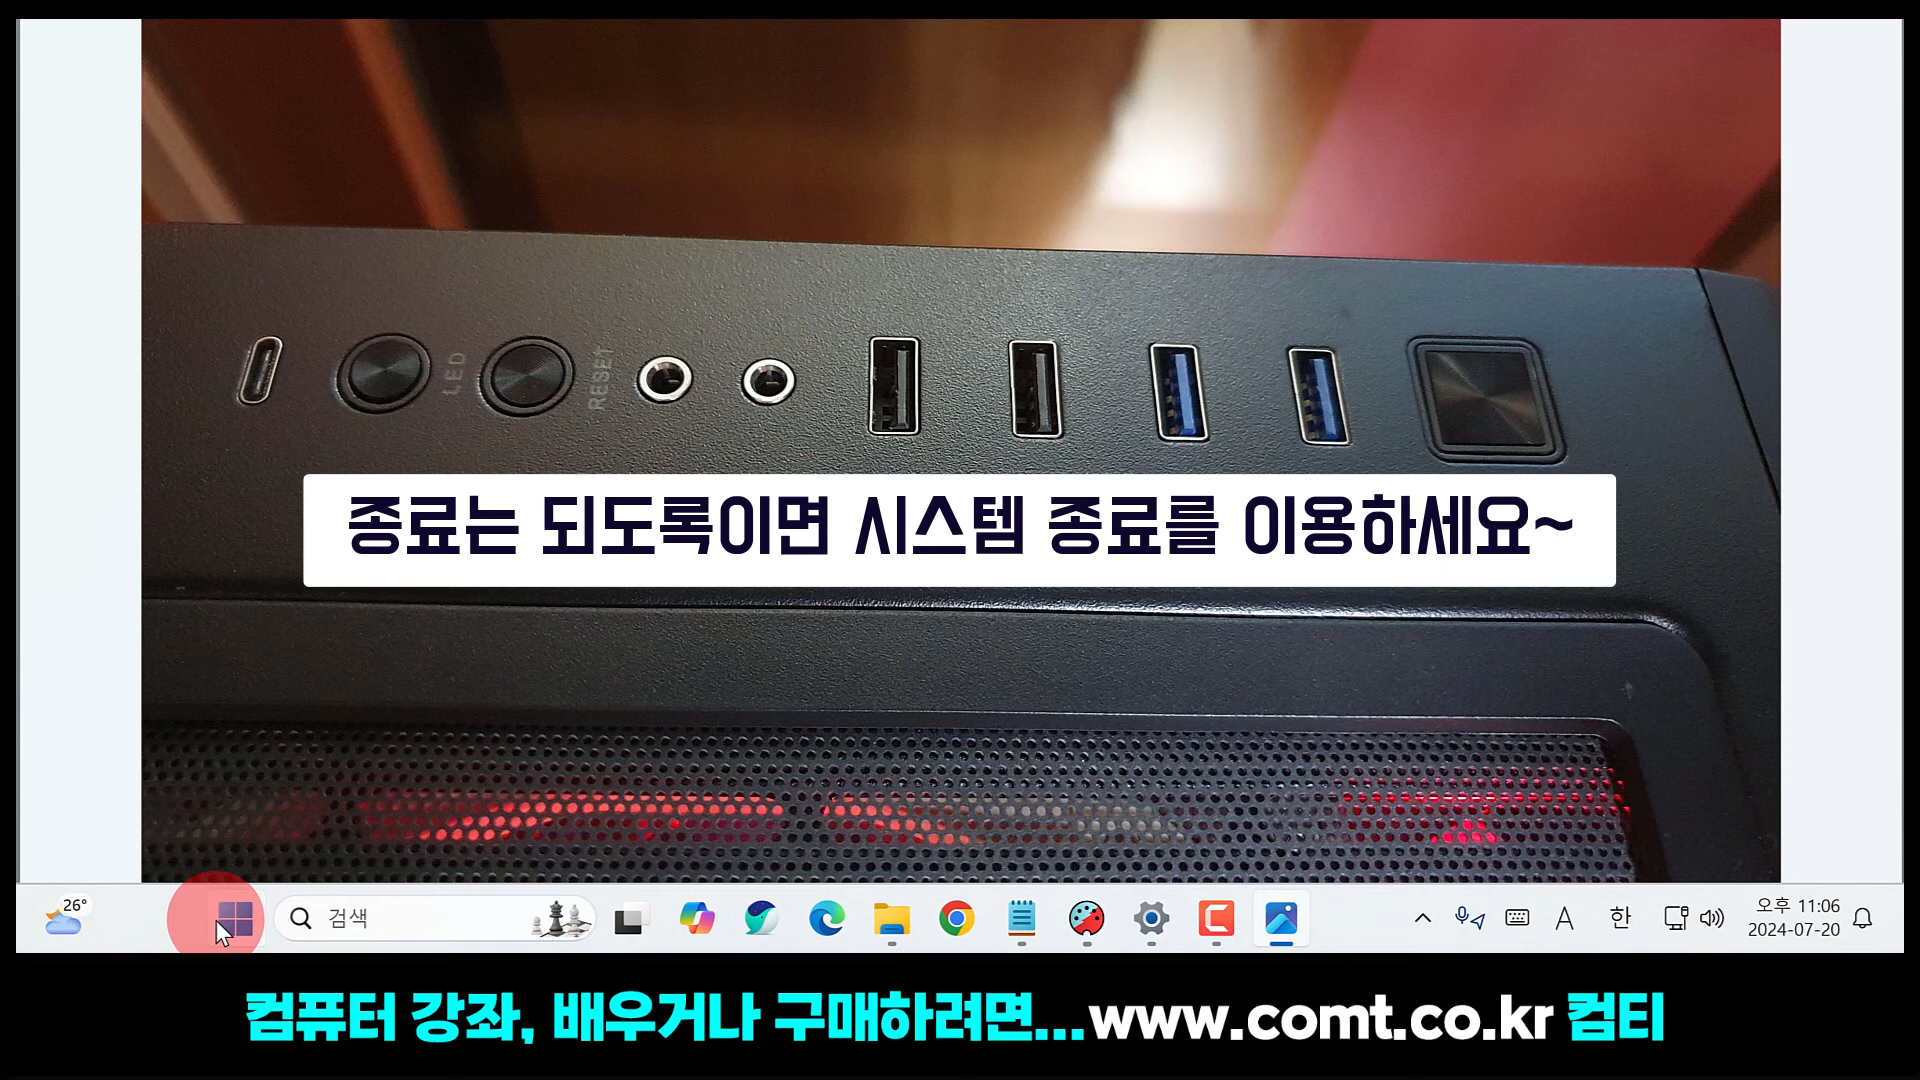 LED
RESET
종료는 되도록이면 시스템 종료를 이용하세요~
26°
검색
A
한
오후 11:06
2024-07-20
컴퓨터 강좌, 배우거나 구매하려면...www.comt.co.kr 컴티